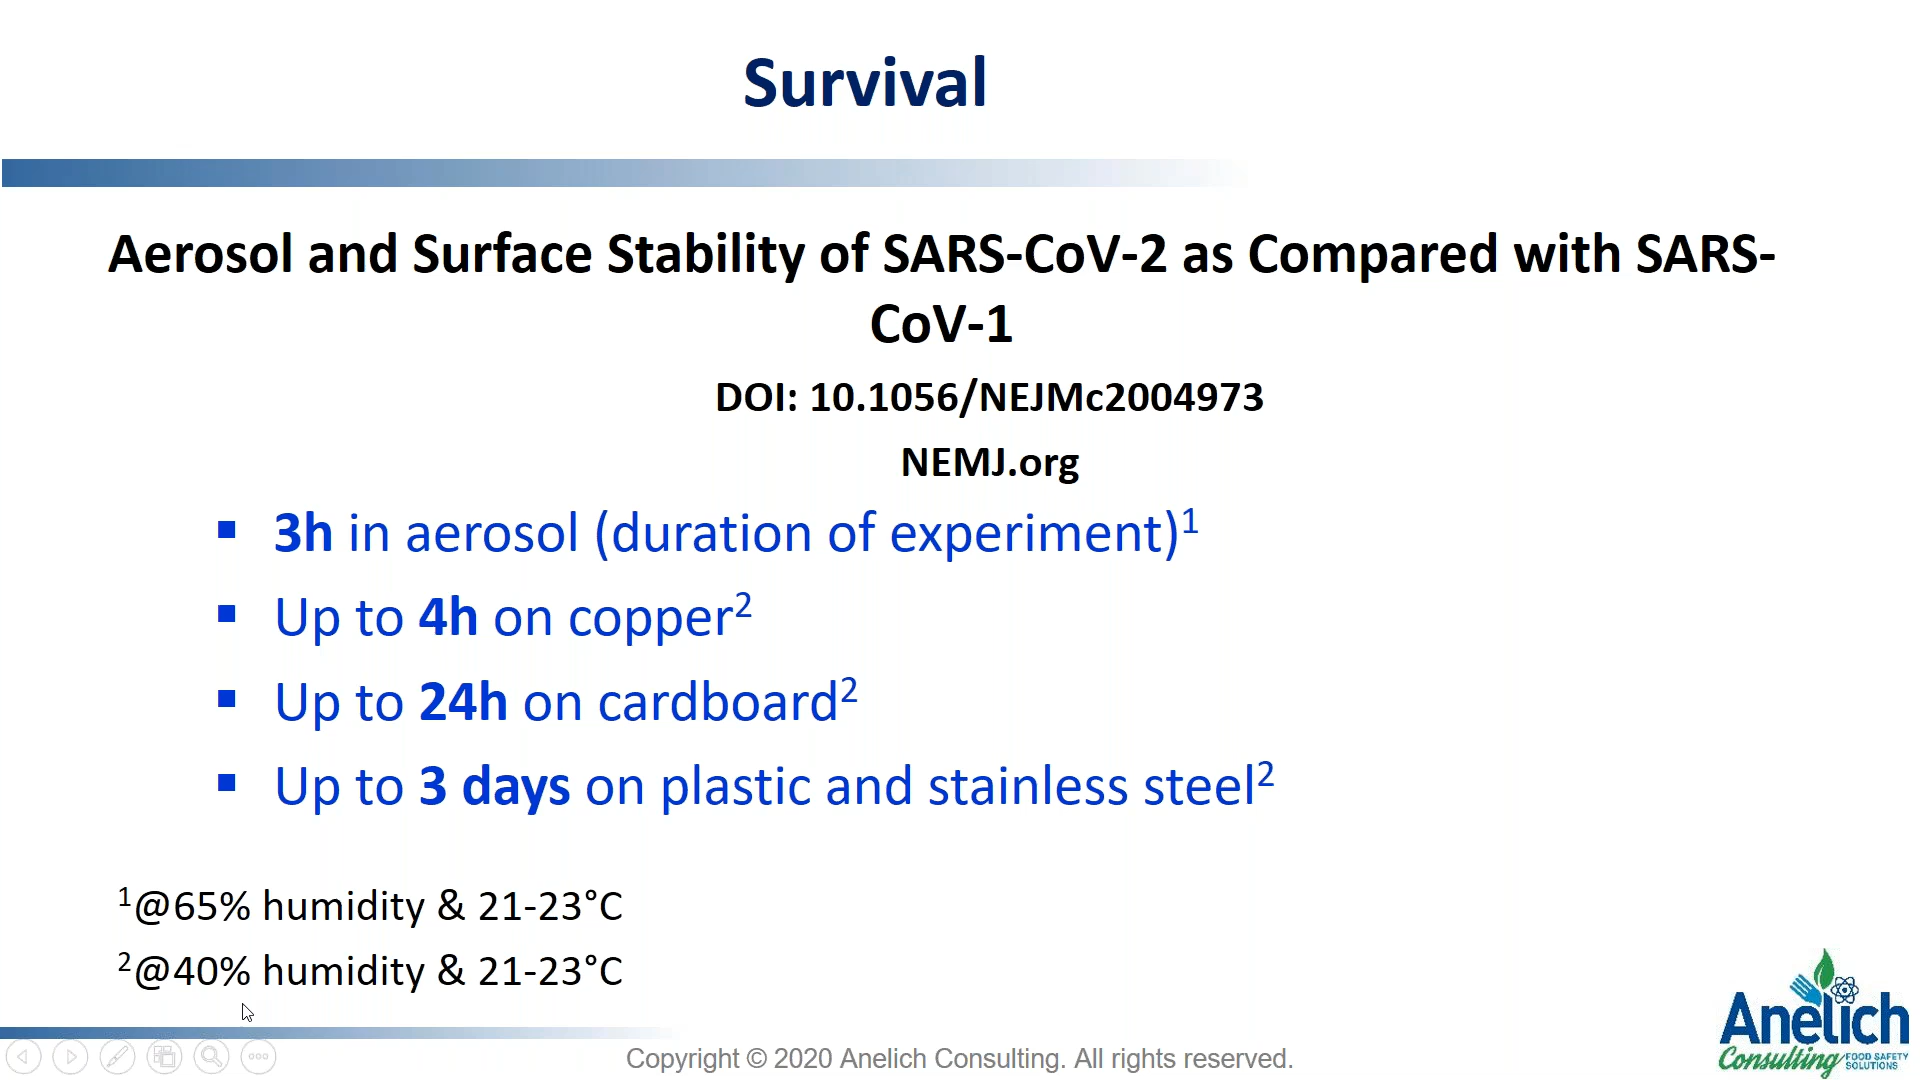 Survival
Aerosol and Surface Stability of SARS-CoV-2 as Compared with SARS-
CoV-1
DOI: 10.1056/NEJMc2004973
NEMJ.org
▪ 3h in aerosol (duration of experiment)¹
▪ Up to 4h on copper²
▪ Up to 24h on cardboard²
▪ Up to 3 days on plastic and stainless steel²
¹@65% humidity & 21-23°C
²@40% humidity & 21-23°C
Copyright © 2020 Anelich Consulting. All rights reserved.
Anelich
Consulting
FOOD SAFETY
SOLUTIONS